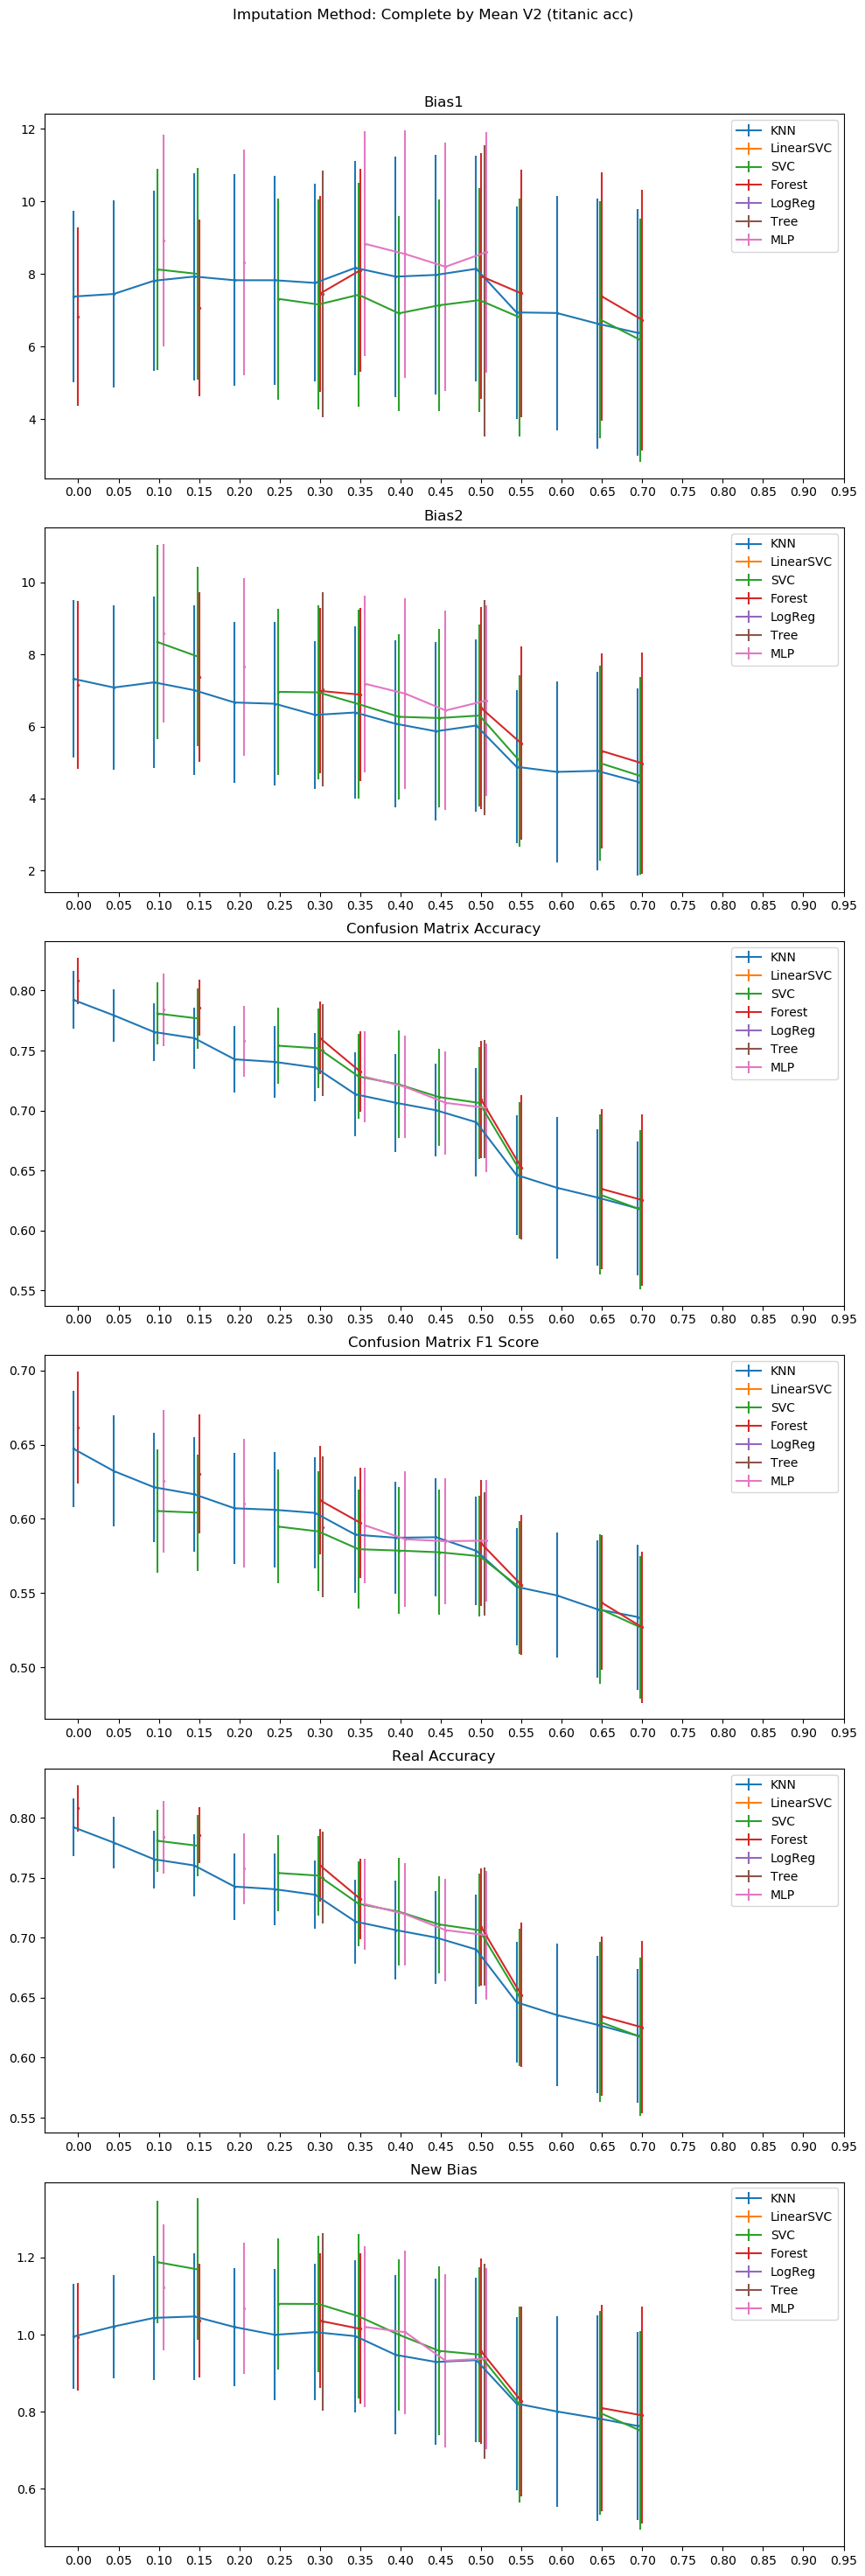 Imputation Method: Complete by Mean V2 (titanic acc)
Bias1
12
10
8
6
4
KNN
LinearSVC
SVC
Forest
LogReg
Tree
MLP
0.00 0.05 0.10 0.15 0.20 0.25 0.30 0.35 0.40 0.45 0.50 0.55 0.60 0.65 0.70 0.75 0.80 0.85 0.90 0.95
Bias2
10
8
6
4
2
KNN
LinearSVC
SVC
Forest
LogReg
Tree
MLP
0.00 0.05 0.10 0.15 0.20 0.25 0.30 0.35 0.40 0.45 0.50 0.55 0.60 0.65 0.70 0.75 0.80 0.85 0.90 0.95
Confusion Matrix Accuracy
0.80
0.75
0.70
0.65
0.60
0.55
KNN
LinearSVC
SVC
Forest
LogReg
Tree
MLP
0.00 0.05 0.10 0.15 0.20 0.25 0.30 0.35 0.40 0.45 0.50 0.55 0.60 0.65 0.70 0.75 0.80 0.85 0.90 0.95
Confusion Matrix F1 Score
0.70
0.65
0.60
0.55
0.50
KNN
LinearSVC
SVC
Forest
LogReg
Tree
MLP
0.00 0.05 0.10 0.15 0.20 0.25 0.30 0.35 0.40 0.45 0.50 0.55 0.60 0.65 0.70 0.75 0.80 0.85 0.90 0.95
Real Accuracy
0.80
0.75
0.70
0.65
0.60
0.55
KNN
LinearSVC
SVC
Forest
LogReg
Tree
MLP
0.00 0.05 0.10 0.15 0.20 0.25 0.30 0.35 0.40 0.45 0.50 0.55 0.60 0.65 0.70 0.75 0.80 0.85 0.90 0.95
New Bias
1.2
1.0
0.8
0.6
KNN
LinearSVC
SVC
Forest
LogReg
Tree
MLP
0.00 0.05 0.10 0.15 0.20 0.25 0.30 0.35 0.40 0.45 0.50 0.55 0.60 0.65 0.70 0.75 0.80 0.85 0.90 0.95